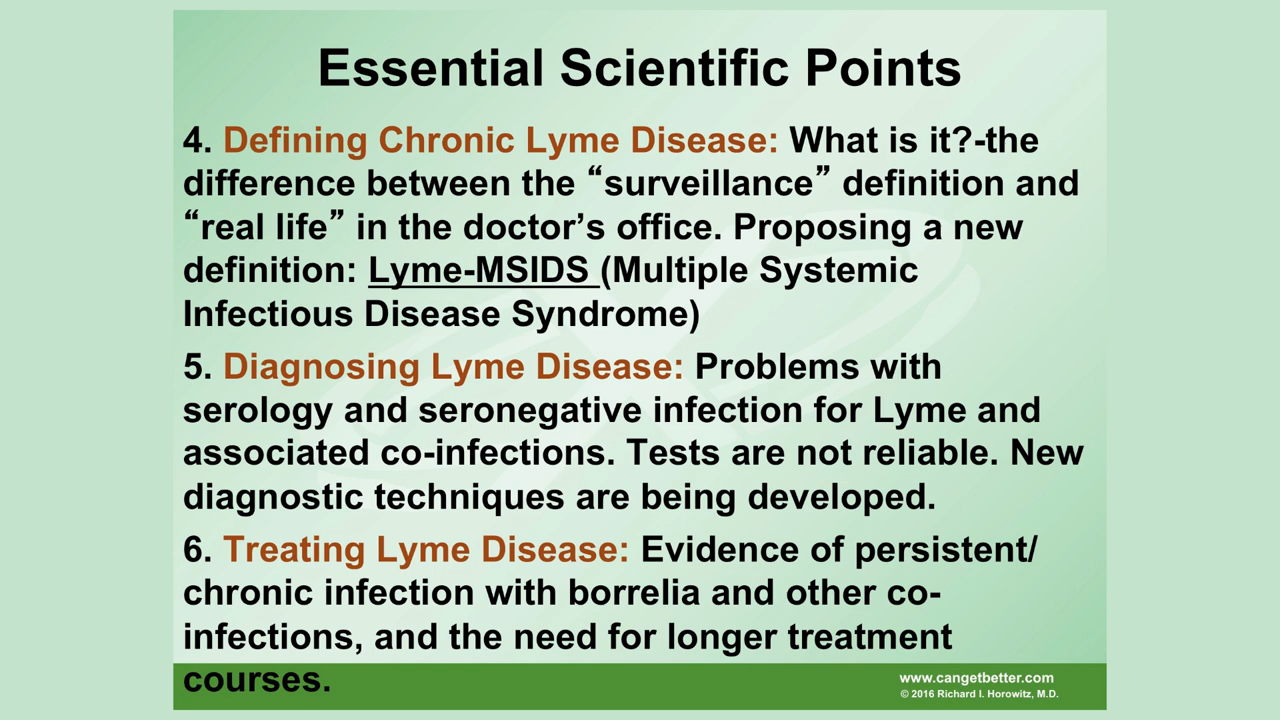 Essential Scientific Points
4. Defining Chronic Lyme Disease: What is it?-the
difference between the “surveillance” definition and
“real life” in the doctor’s office. Proposing a new
definition: Lyme-MSIDS (Multiple Systemic
Infectious Disease Syndrome)
5. Diagnosing Lyme Disease: Problems with
serology and seronegative infection for Lyme and
associated co-infections. Tests are not reliable. New
diagnostic techniques are being developed.
6. Treating Lyme Disease: Evidence of persistent/
chronic infection with borrelia and other co-
infections, and the need for longer treatment
courses.
www.cangetbetter.com
© 2016 Richard I. Horowitz, M.D.